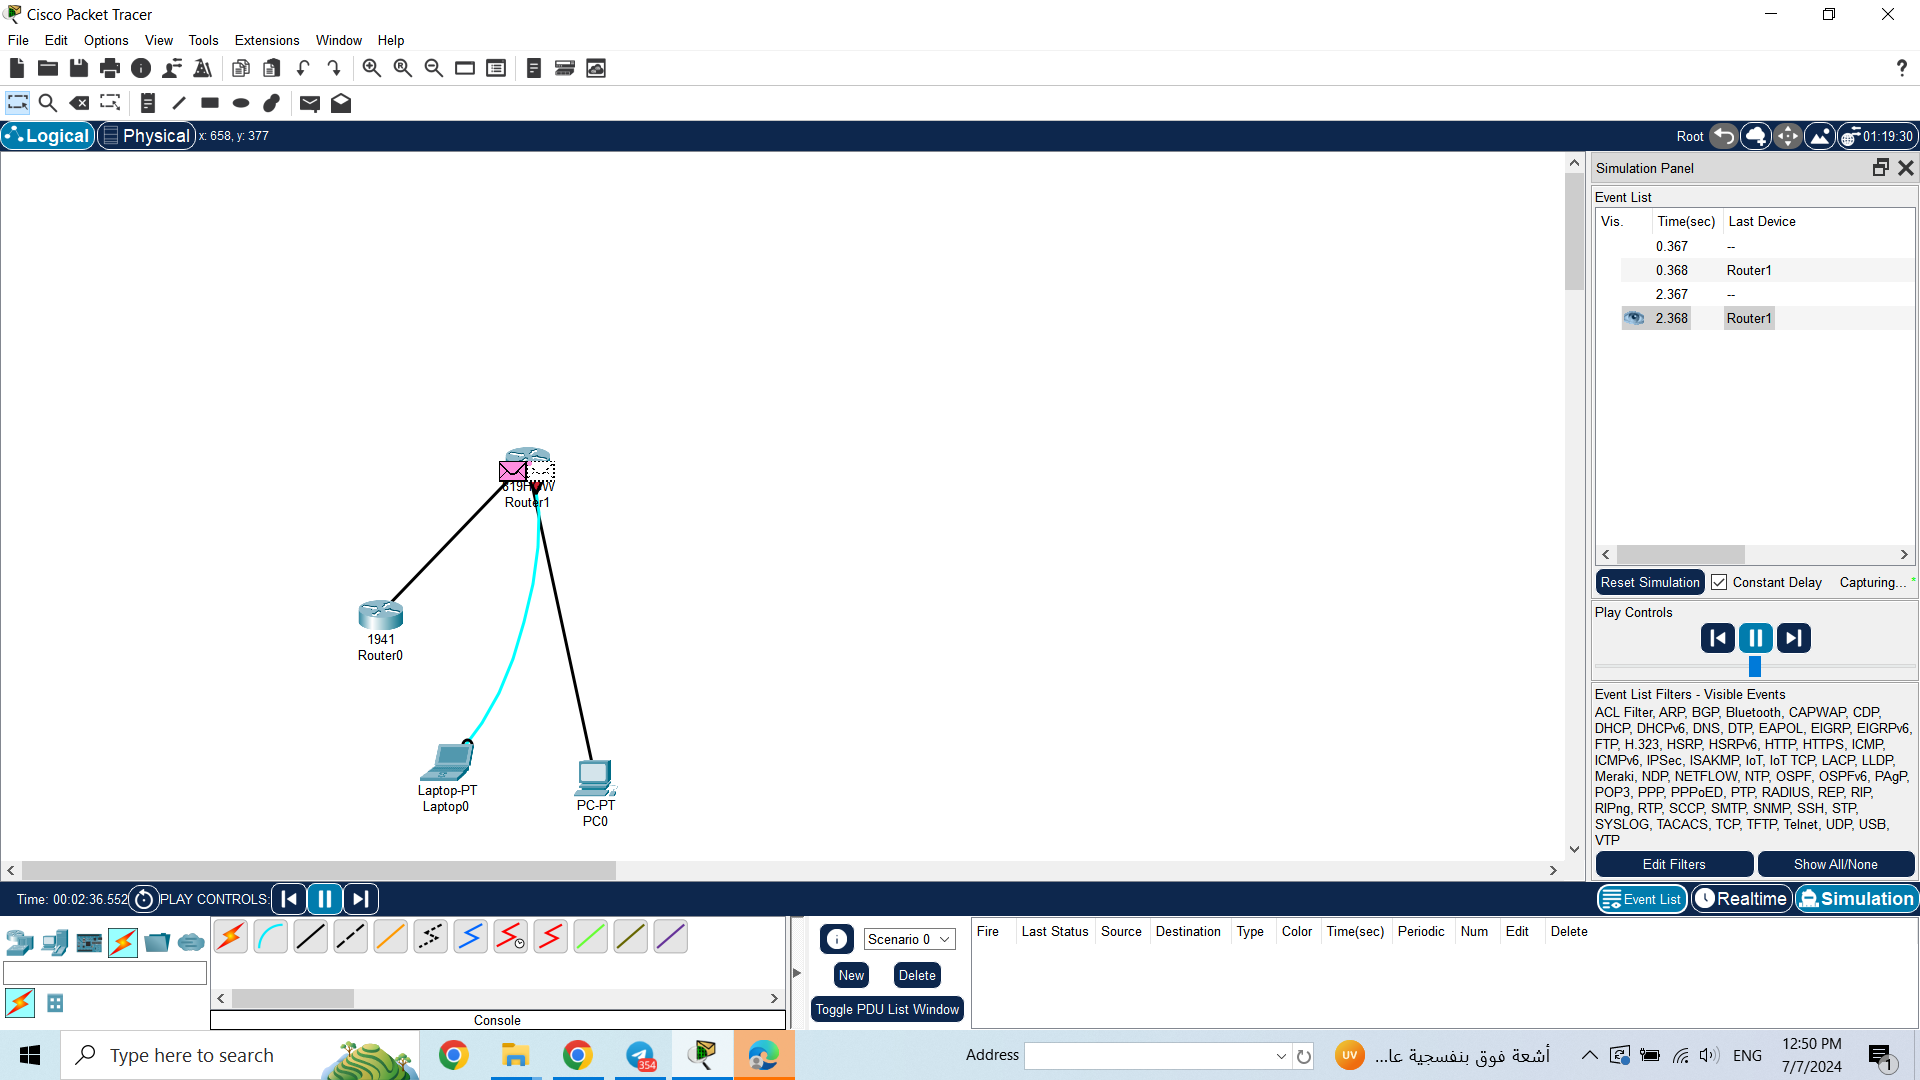 Cisco Packet Tracer
File Edit Options View Tools Extensions Window Help
?
Logical Physical x: 658, y: 377 Root 01:19:30
Simulation Panel
Event List
Vis. Time(sec) Last Device
0.367 --
0.368 Router1
2.367 --
2.368 Router1
Router1
1941
Router0
Laptop-PT
Laptop0
PC-PT
PC0
Reset Simulation Constant Delay Capturing...
Play Controls
Event List Filters - Visible Events
ACL Filter, ARP, BGP, Bluetooth, CAPWAP, CDP,
DHCP, DHCPv6, DNS, DTP, EAPOL, EIGRP, EIGRPv6,
FTP, H.323, HSRP, HSRPv6, HTTP, HTTPS, ICMP,
ICMPv6, IPSec, ISAKMP, IoT, IoT TCP, LACP, LLDP,
Meraki, NDP, NETFLOW, NTP, OSPF, OSPFv6, PAgP,
POP3, PPP, PPPoED, PTP, RADIUS, REP, RIP,
RIPng, RTP, SCCP, SMTP, SNMP, SSH, STP,
SYSLOG, TACACS, TCP, TFTP, Telnet, UDP, USB,
VTP
Edit Filters Show All/None
Time: 00:02:36.552 PLAY CONTROLS: Event List Realtime Simulation
Scenario 0
New Delete
Toggle PDU List Window
Fire Last Status Source Destination Type Color Time(sec) Periodic Num Edit Delete
Console
Type here to search
354
Address
UV
أشعة فوق بنفسجية عا...
ENG
12:50 PM
7/7/2024
1